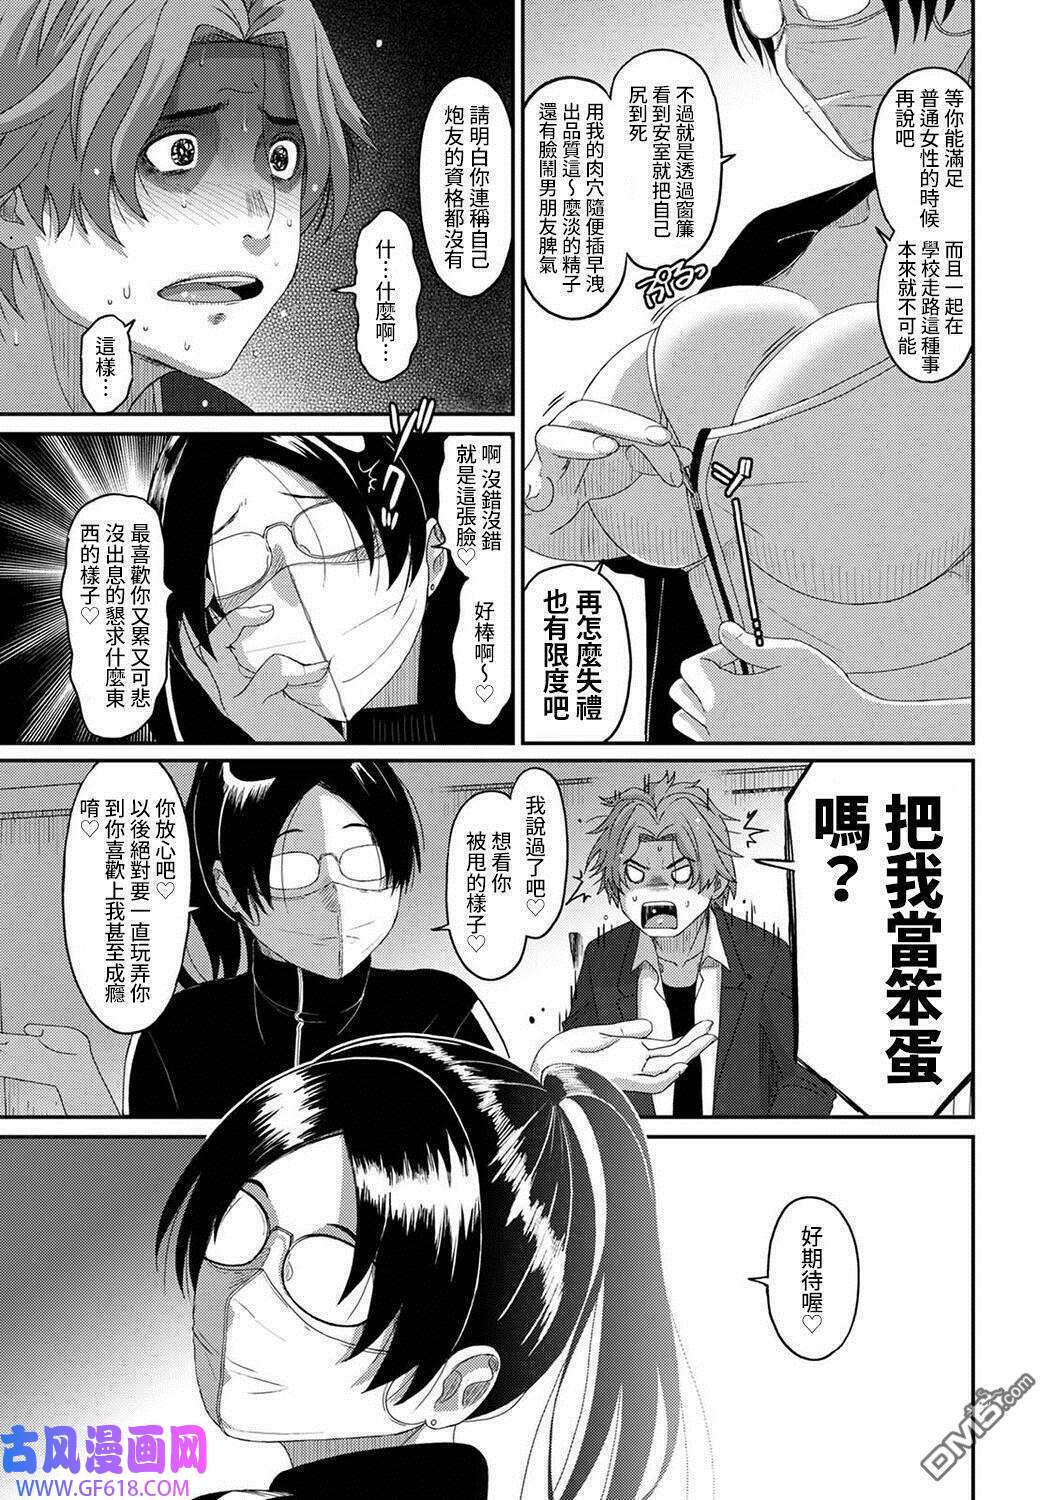 等你能滿足
普通女性的時候
再說吧
而且一起在
學校走路這種事
本來就不可能
不過就是透過窗簾
看到安室就把自己
尻到死
用我的肉穴隨便插早洩
出品質這～麼淡的精子
還有臉鬧男朋友脾氣
ぷるっ
再怎麼失禮
也有限度吧
請明白你連稱自己
炮友的資格都沒有
什…什麼啊…
這樣…
啊 沒錯沒錯
就是這張臉♡
好棒啊～♡
最喜歡你又累又可悲
沒出息的懇求什麼東
西的樣子♡
把我當笨蛋
嗎？
我說過了吧♡
想看你
被甩的樣子♡
你放心吧♡
以後絕對要一直玩弄你
到你喜歡上我甚至成癮
唷♡
好期待喔♡
古风漫画网
WWW.GF618.COM
DM5.com